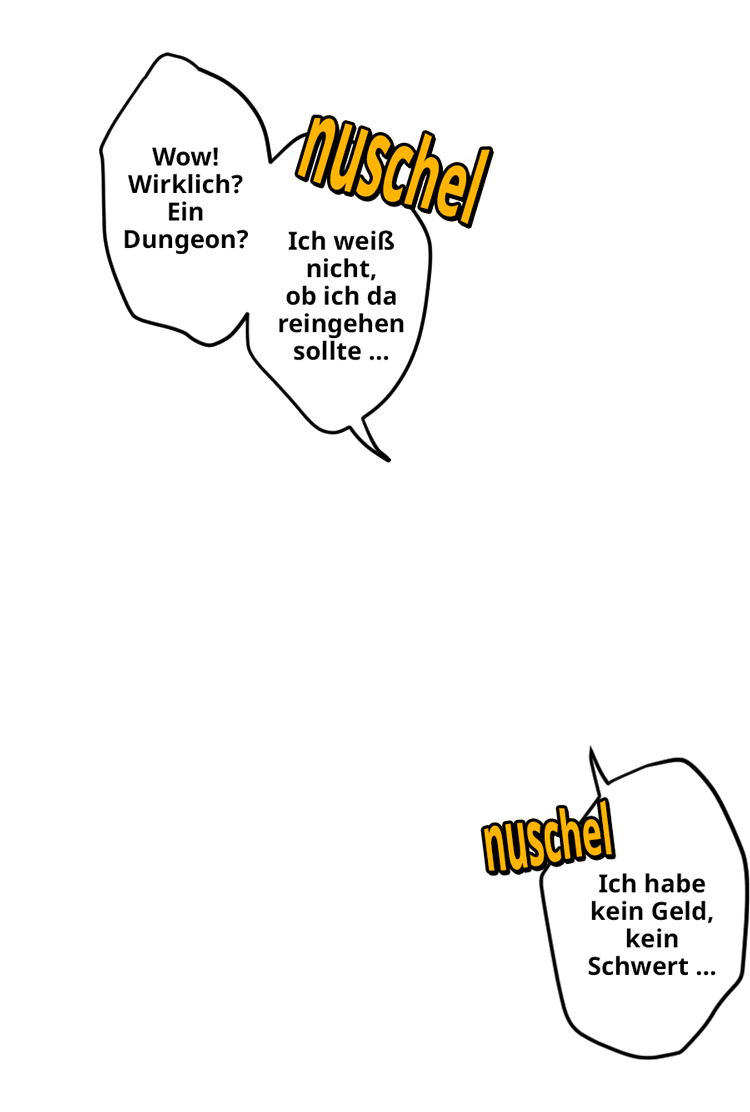 Wow!
Wirklich?
Ein
Dungeon?
nuschel
Ich weiß
nicht,
ob ich da
reingehen
sollte ...
nuschel
Ich habe
kein Geld,
kein
Schwert ...